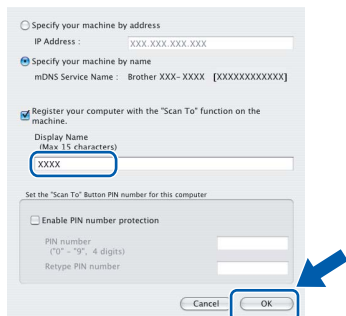 Specify your machine by address
IP Address : XXX.XXX.XXX.XXX
Specify your machine by name
mDNS Service Name : Brother XXX- XXXX [XXXXXXXXXXXX]
Register your computer with the "Scan To" function on the
machine.
Display Name
(Max 15 characters)
XXXX
Set the "Scan To" Button PIN number for this computer
Enable PIN number protection
PIN number
("0" - "9", 4 digits)
Retype PIN number
Cancel OK